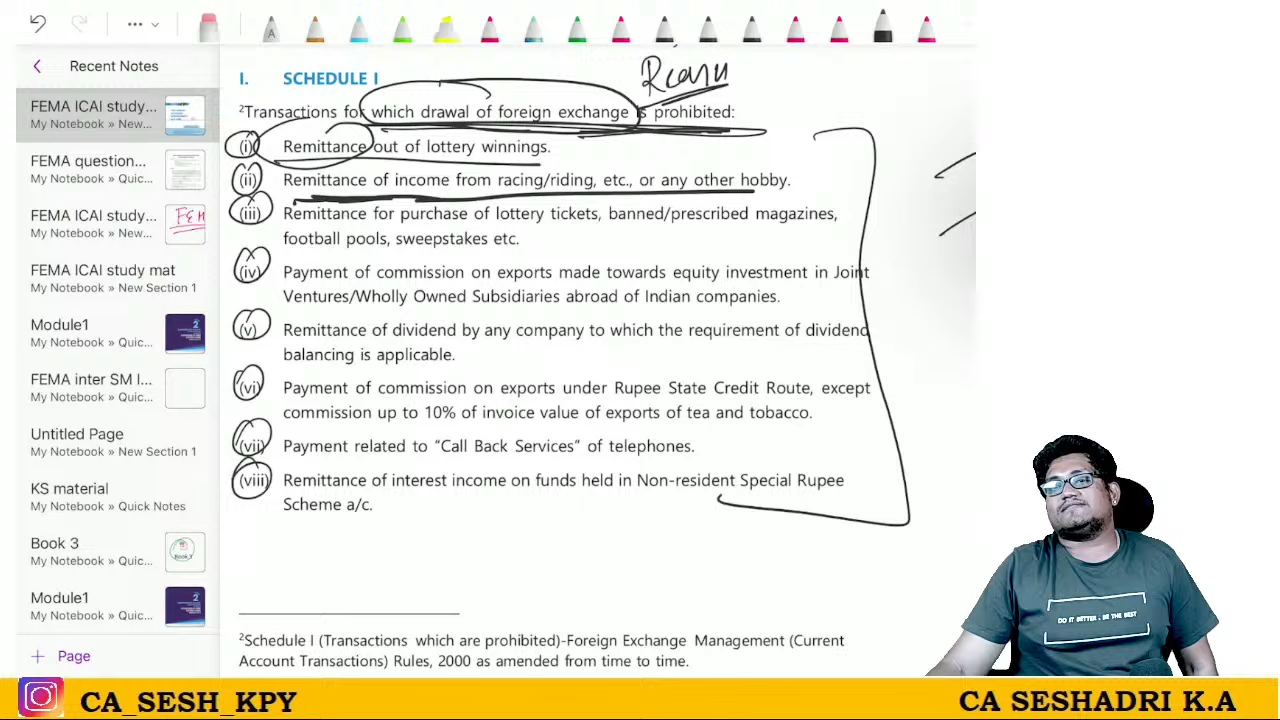 Recent Notes
FEMA ICAI study...
My Notebook » New...
FEMA question...
My Notebook » Quic...
FEMA ICAI study...
My Notebook » New...
FEMA ICAI study mat
My Notebook » New Section 1
Module1
My Notebook » Quic...
FEMA inter SM I...
My Notebook » Quic...
Untitled Page
My Notebook » New Section 1
KS material
My Notebook » Quick Notes
Book 3
My Notebook » Quic...
Book 3
Module1
My Notebook » Quic...
+ Page
A
I. SCHEDULE I
²Transactions for which drawal of foreign exchange is prohibited:
(i) Remittance out of lottery winnings.
(ii) Remittance of income from racing/riding, etc., or any other hobby.
(iii) Remittance for purchase of lottery tickets, banned/prescribed magazines,
football pools, sweepstakes etc.
(iv) Payment of commission on exports made towards equity investment in Joint
Ventures/Wholly Owned Subsidiaries abroad of Indian companies.
(v) Remittance of dividend by any company to which the requirement of dividend
balancing is applicable.
(vi) Payment of commission on exports under Rupee State Credit Route, except
commission up to 10% of invoice value of exports of tea and tobacco.
(vii) Payment related to “Call Back Services” of telephones.
(viii) Remittance of interest income on funds held in Non-resident Special Rupee
Scheme a/c.
²Schedule I (Transactions which are prohibited)-Foreign Exchange Management (Current
Account Transactions) Rules, 2000 as amended from time to time.
DO IT BETTER . BE THE BEST
CA_SESH_KPY
CA SESHADRI K.A